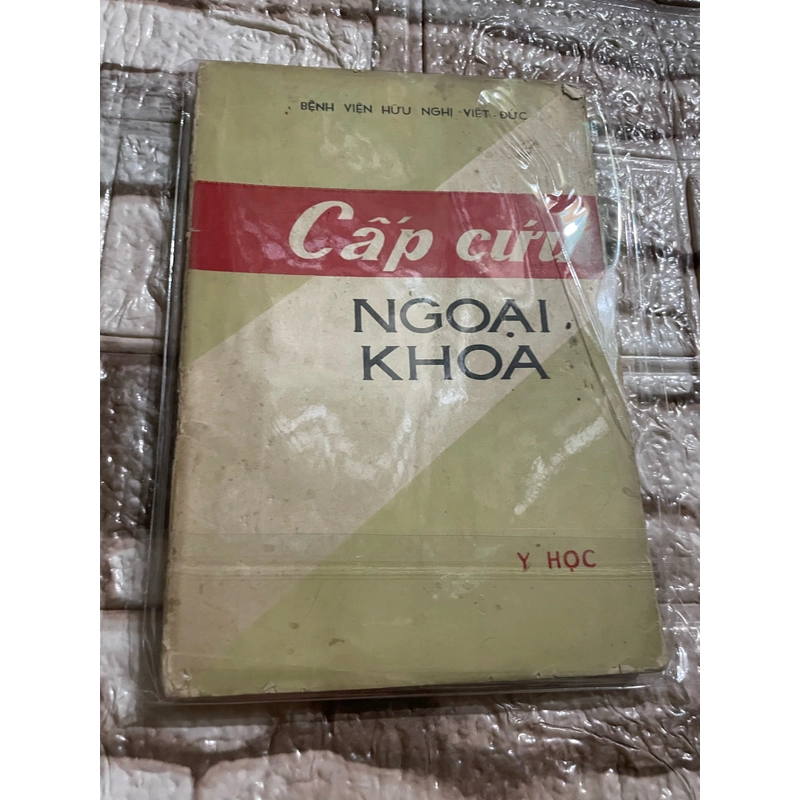 BỆNH VIỆN HỮU NGHỊ VIỆT - ĐỨC
Cấp cứu
NGOẠI
KHOA
Y HỌC